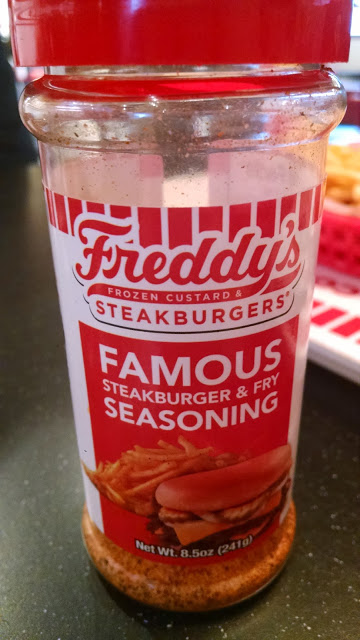 Freddy's
FROZEN CUSTARD &
STEAKBURGERS®
FAMOUS
STEAKBURGER & FRY
SEASONING
Net Wt. 8.5oz (241g)